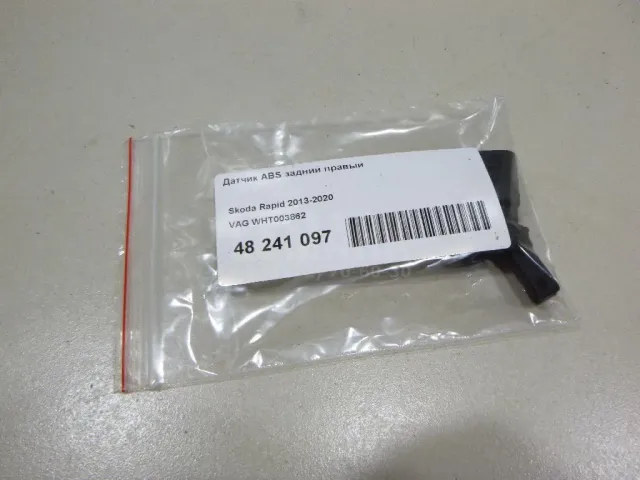 Датчик ABS задний правый
Skoda Rapid 2013-2020
VAG WHT003862
48 241 097